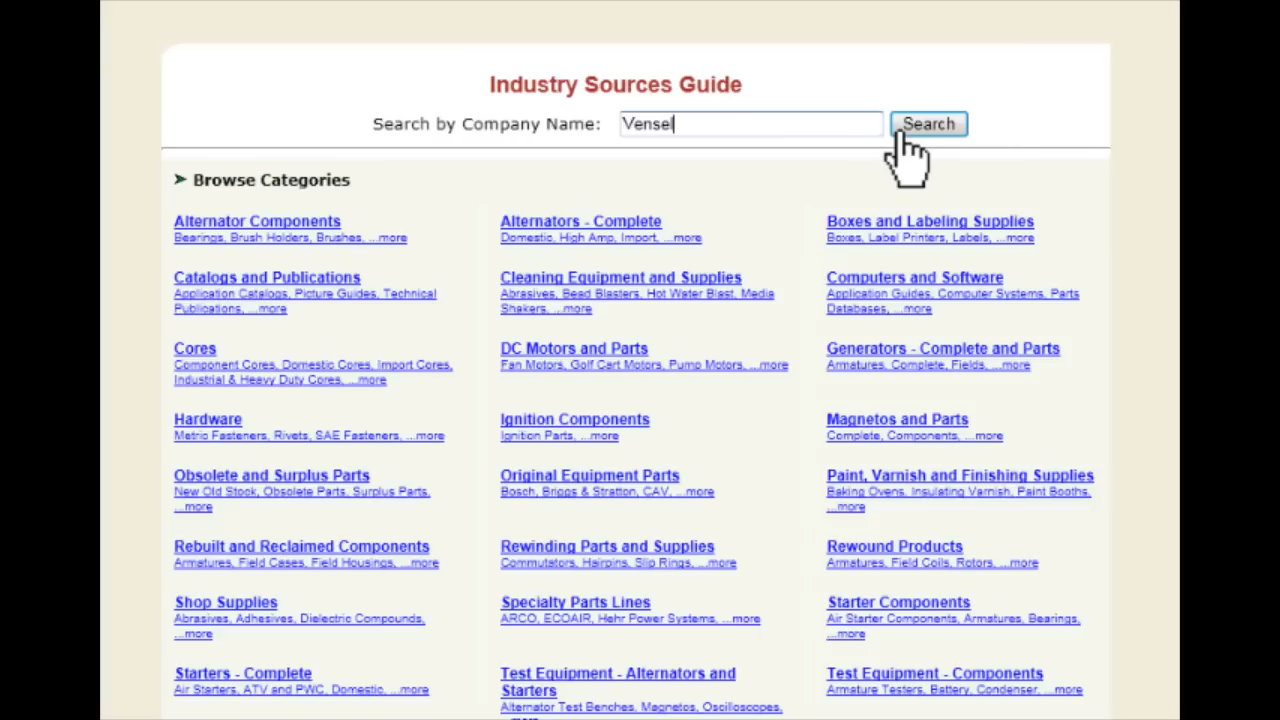 Industry Sources Guide
Search by Company Name: Vensel Search
➤ Browse Categories
Alternator Components
Bearings, Brush Holders, Brushes, ...more
Alternators - Complete
Domestic, High Amp, Import, ...more
Boxes and Labeling Supplies
Boxes, Label Printers, Labels, ...more
Catalogs and Publications
Application Catalogs, Picture Guides, Technical
Publications, ...more
Cleaning Equipment and Supplies
Abrasives, Bead Blasters, Hot Water Blast, Media
Shakers, ...more
Computers and Software
Application Guides, Computer Systems, Parts
Databases, ...more
Cores
Component Cores, Domestic Cores, Import Cores,
Industrial & Heavy Duty Cores, ...more
DC Motors and Parts
Fan Motors, Golf Cart Motors, Pump Motors, ...more
Generators - Complete and Parts
Armatures, Complete, Fields, ...more
Hardware
Metric Fasteners, Rivets, SAE Fasteners, ...more
Ignition Components
Ignition Parts, ...more
Magnetos and Parts
Complete, Components, ...more
Obsolete and Surplus Parts
New Old Stock, Obsolete Parts, Surplus Parts,
...more
Original Equipment Parts
Bosch, Briggs & Stratton, CAV, ...more
Paint, Varnish and Finishing Supplies
Baking Ovens, Insulating Varnish, Paint Booths,
...more
Rebuilt and Reclaimed Components
Armatures, Field Cases, Field Housings, ...more
Rewinding Parts and Supplies
Commutators, Hairpins, Slip Rings, ...more
Rewound Products
Armatures, Field Coils, Rotors, ...more
Shop Supplies
Abrasives, Adhesives, Dielectric Compounds,
...more
Specialty Parts Lines
ARCO, ECOAIR, Hehr Power Systems, ...more
Starter Components
Air Starter Components, Armatures, Bearings,
...more
Starters - Complete
Air Starters, ATV and PWC, Domestic, ...more
Test Equipment - Alternators and
Starters
Alternator Test Benches, Magnetos, Oscilloscopes,
Test Equipment - Components
Armature Testers, Battery, Condenser, ...more